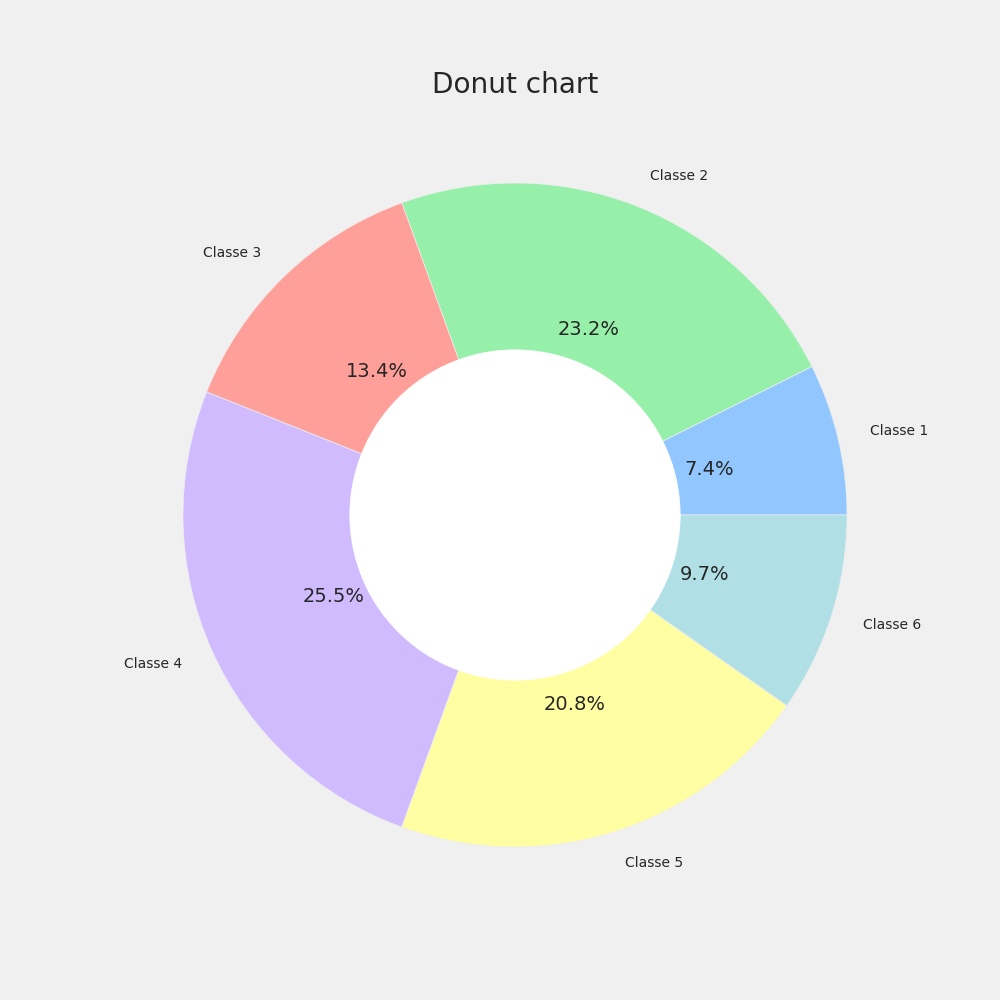 Donut chart
Classe 2
Classe 3
23.2%
13.4%
Classe 1
7.4%
9.7%
25.5%
Classe 6
Classe 4
20.8%
Classe 5